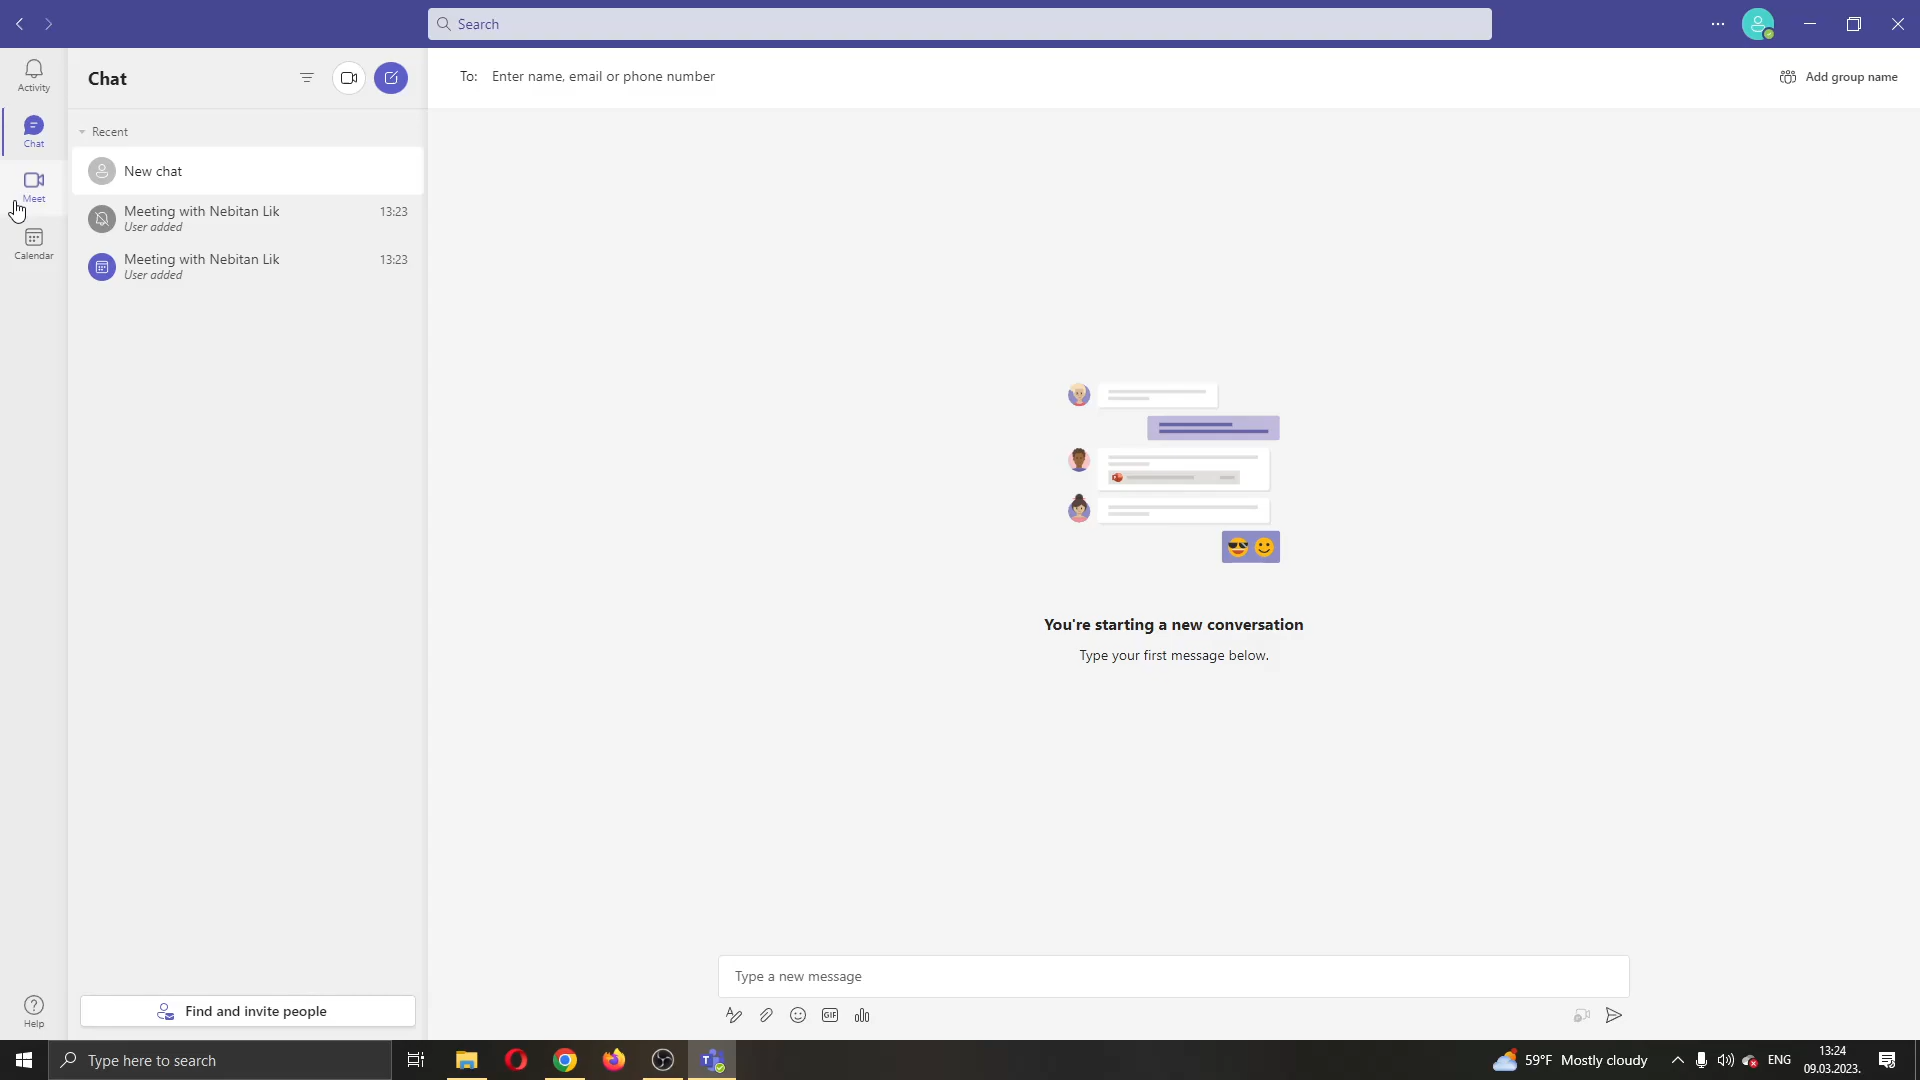 Search
Activity
Chat
Meet
Calendar
Help
Chat
Recent
New chat
Meeting with Nebitan Lik 13:23
User added
Meeting with Nebitan Lik 13:23
User added
Find and invite people
To: Enter name, email or phone number
Add group name
You're starting a new conversation
Type your first message below.
Type a new message
GIF
Type here to search
59°F Mostly cloudy
ENG
13:24
09.03.2023.